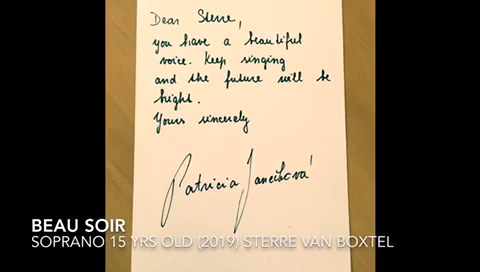 Dear Sterre,
you have a beautiful
voice. Keep singing
and the future will be
bright.
Yours sincerely
Patricia Janečková
BEAU SOIR
SOPRANO 15 YRS OLD (2019) STERRE VAN BOXTEL